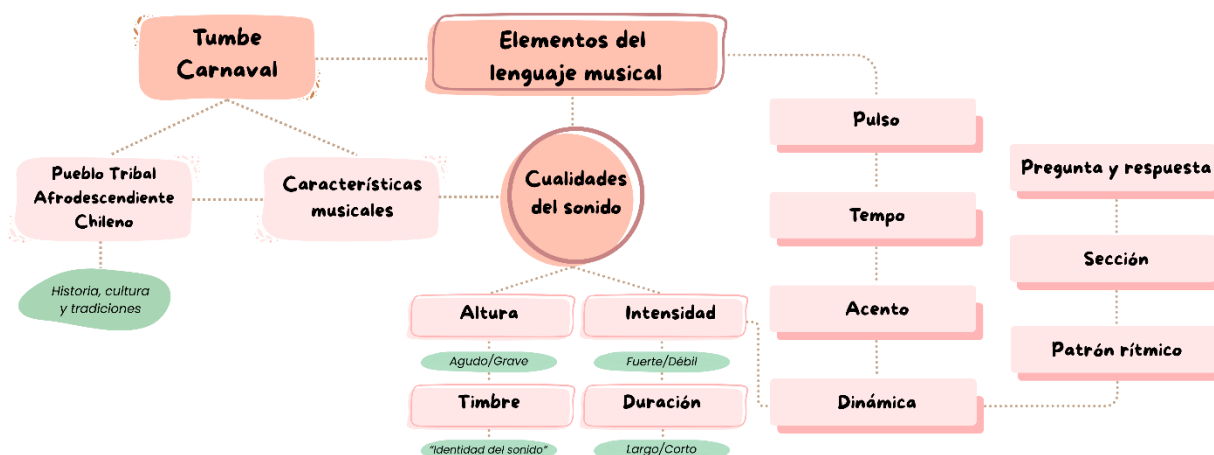 Tumbe
Carnaval
Elementos del
lenguaje musical
Pueblo Tribal
Afrodescendiente
Chileno
Características
musicales
Cualidades
del sonido
Historia, cultura
y tradiciones
Altura
Agudo/Grave
Timbre
"Identidad del sonido"
Intensidad
Fuerte/Débil
Duración
Largo/Corto
Pulso
Tempo
Acento
Dinámica
Pregunta y respuesta
Sección
Patrón rítmico